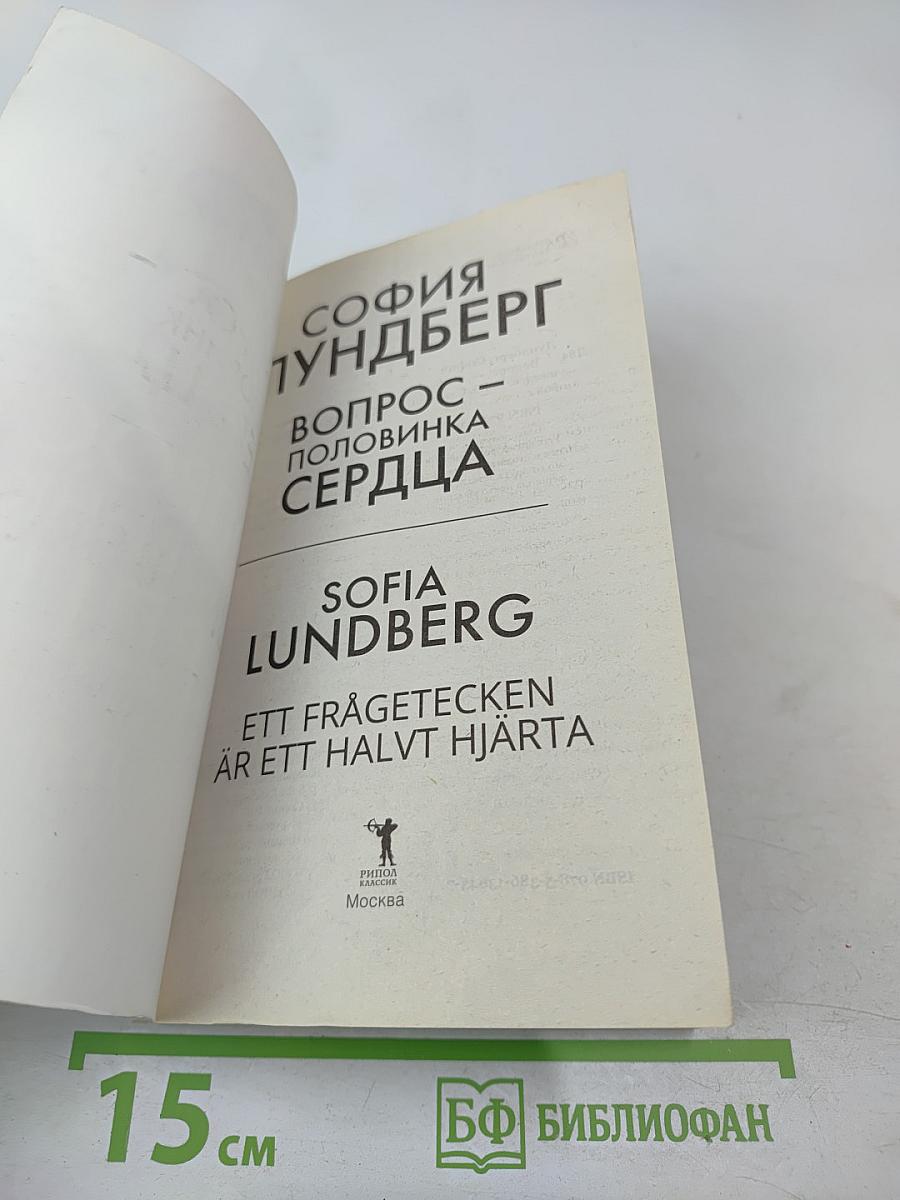 СОФИЯ
ЛУНДБЕРГ
ВОПРОС –
ПОЛОВИНКА
СЕРДЦА
SOFIA
LUNDBERG
ETT FRÅGETECKEN
ÄR ETT HALVT HJÄRTA
РИПОЛ
КЛАССИК
Москва
15 см
БФ БИБЛИОФАН